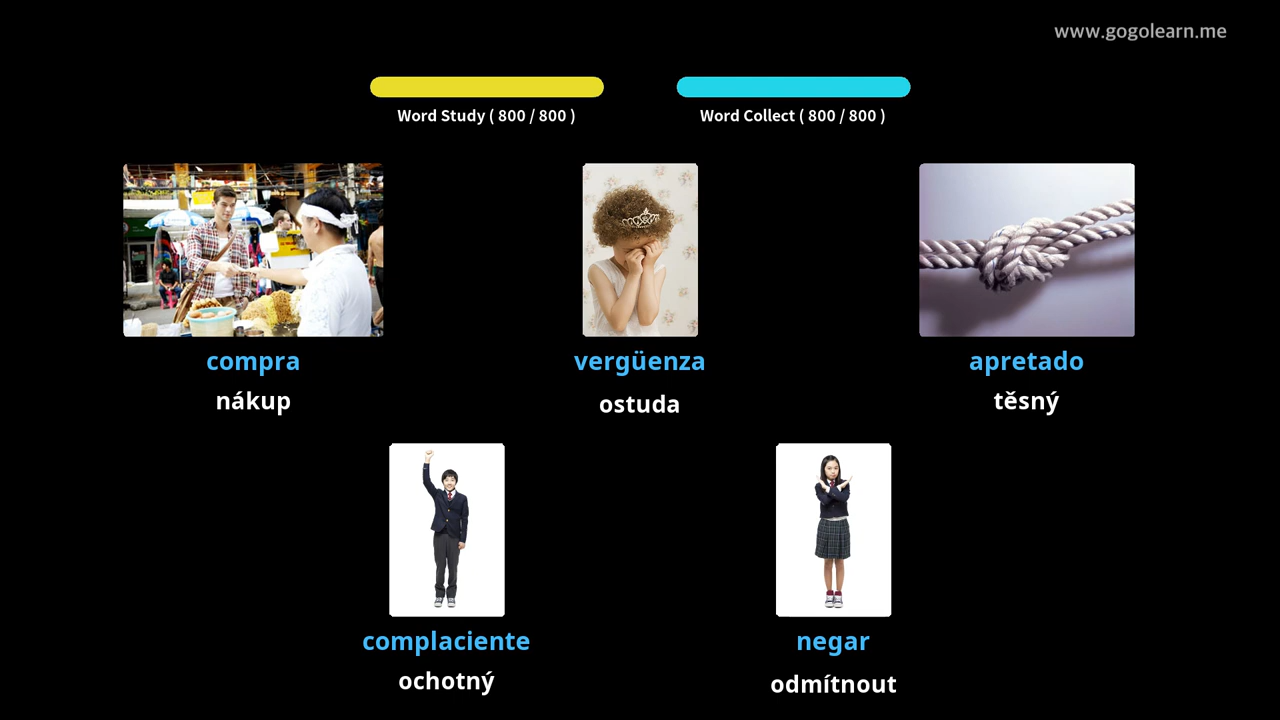 www.gogolearn.me
Word Study ( 800 / 800 )
Word Collect ( 800 / 800 )
compra
vergüenza
apretado
nákup
ostuda
těsný
complaciente
negar
ochotný
odmítnout